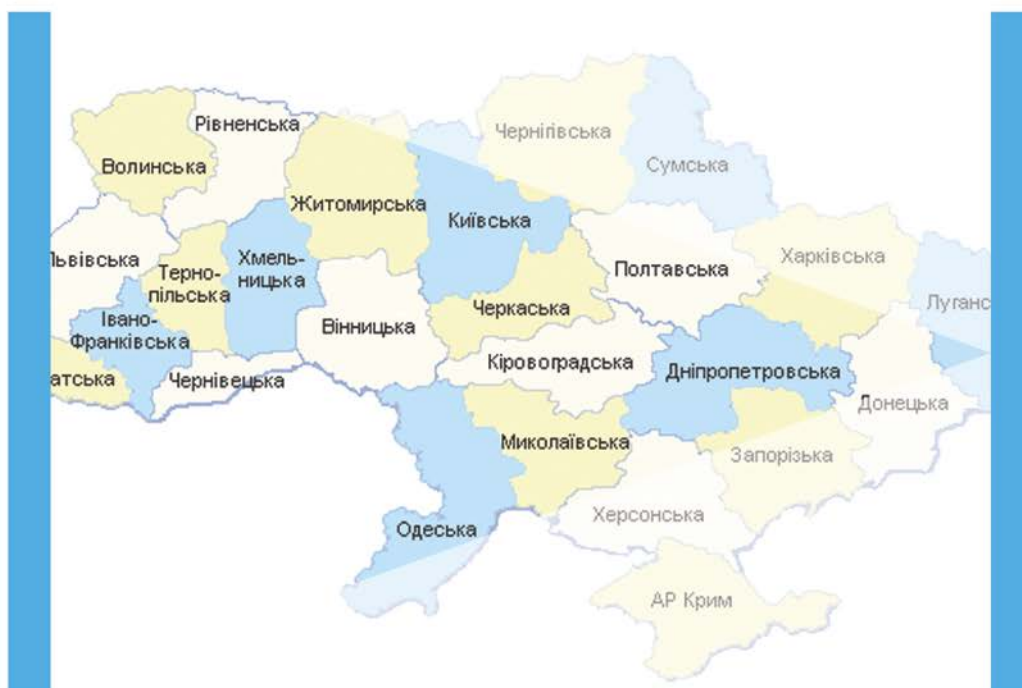 Рівненська
Чернігівська
Волинська
Сумська
Житомирська
Київська
Львівська
Хмель-
ницька
Терно-
пільська
Полтавська
Харківська
Луганс
Черкаська
Івано-
Франківська
Вінницька
Кіровоградська
Дніпропетровська
атська
Чернівецька
Донецька
Миколаївська
Запорізька
Одеська
Херсонська
АР Крим